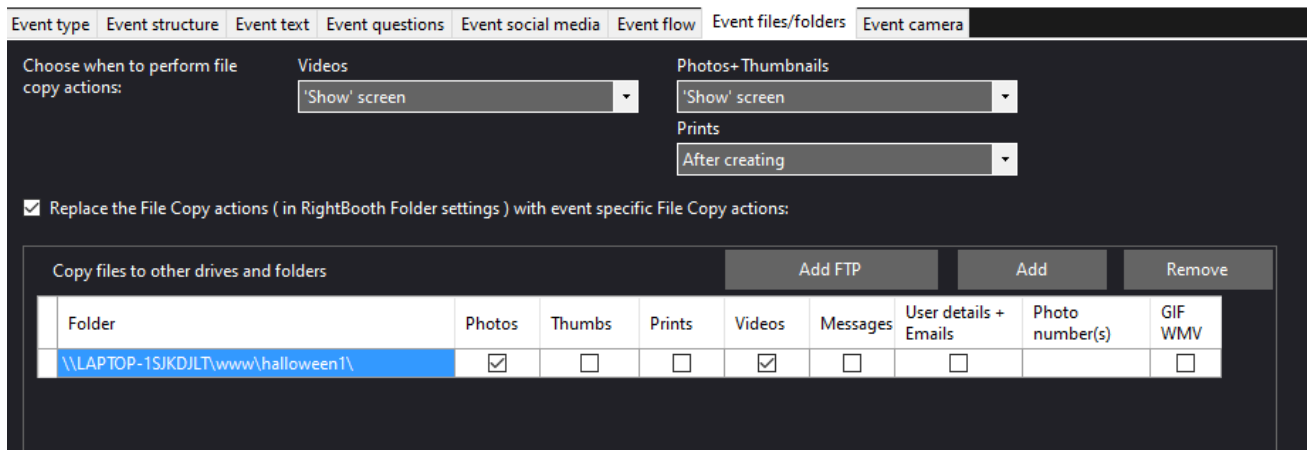 Event type Event structure Event text Event questions Event social media Event flow Event files/folders Event camera
Choose when to perform file
copy actions:
Videos
'Show' screen
Photos+Thumbnails
'Show' screen
Prints
After creating
Replace the File Copy actions ( in RightBooth Folder settings ) with event specific File Copy actions:
Copy files to other drives and folders
Add FTP
Add
Remove
Folder
Photos
Thumbs
Prints
Videos
Messages
User details +
Emails
Photo
number(s)
GIF
WMV
\\LAPTOP-1SJKDJLT\www\halloween1\